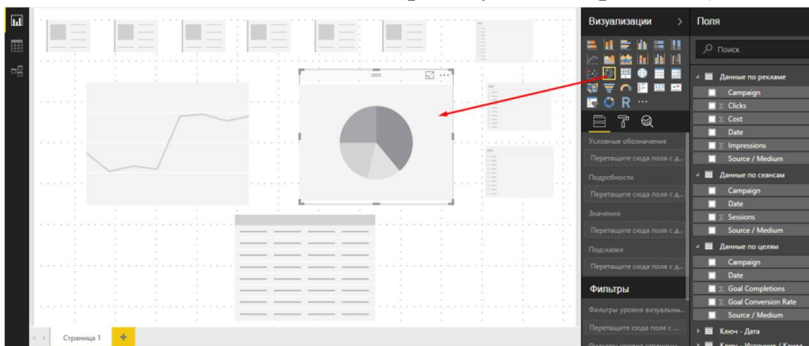 Визуализации
Поля
Поиск
Данные по рекламе
Campaign
Σ Clicks
Σ Cost
Date
Σ Impressions
Source / Medium
Данные по сеансам
Campaign
Date
Σ Sessions
Source / Medium
Данные по целям
Campaign
Date
Σ Goal Completions
Σ Goal Conversion Rate
Source / Medium
Ключ - Дата
R ...
Условные обозначения
Перетащите сюда поля с д...
Подробности
Перетащите сюда поля с д...
Значения
Перетащите сюда поля с д...
Подсказки
Перетащите сюда поля с д...
Фильтры
Фильтры уровня визуальны...
Перетащите сюда поля с ...
Страница 1